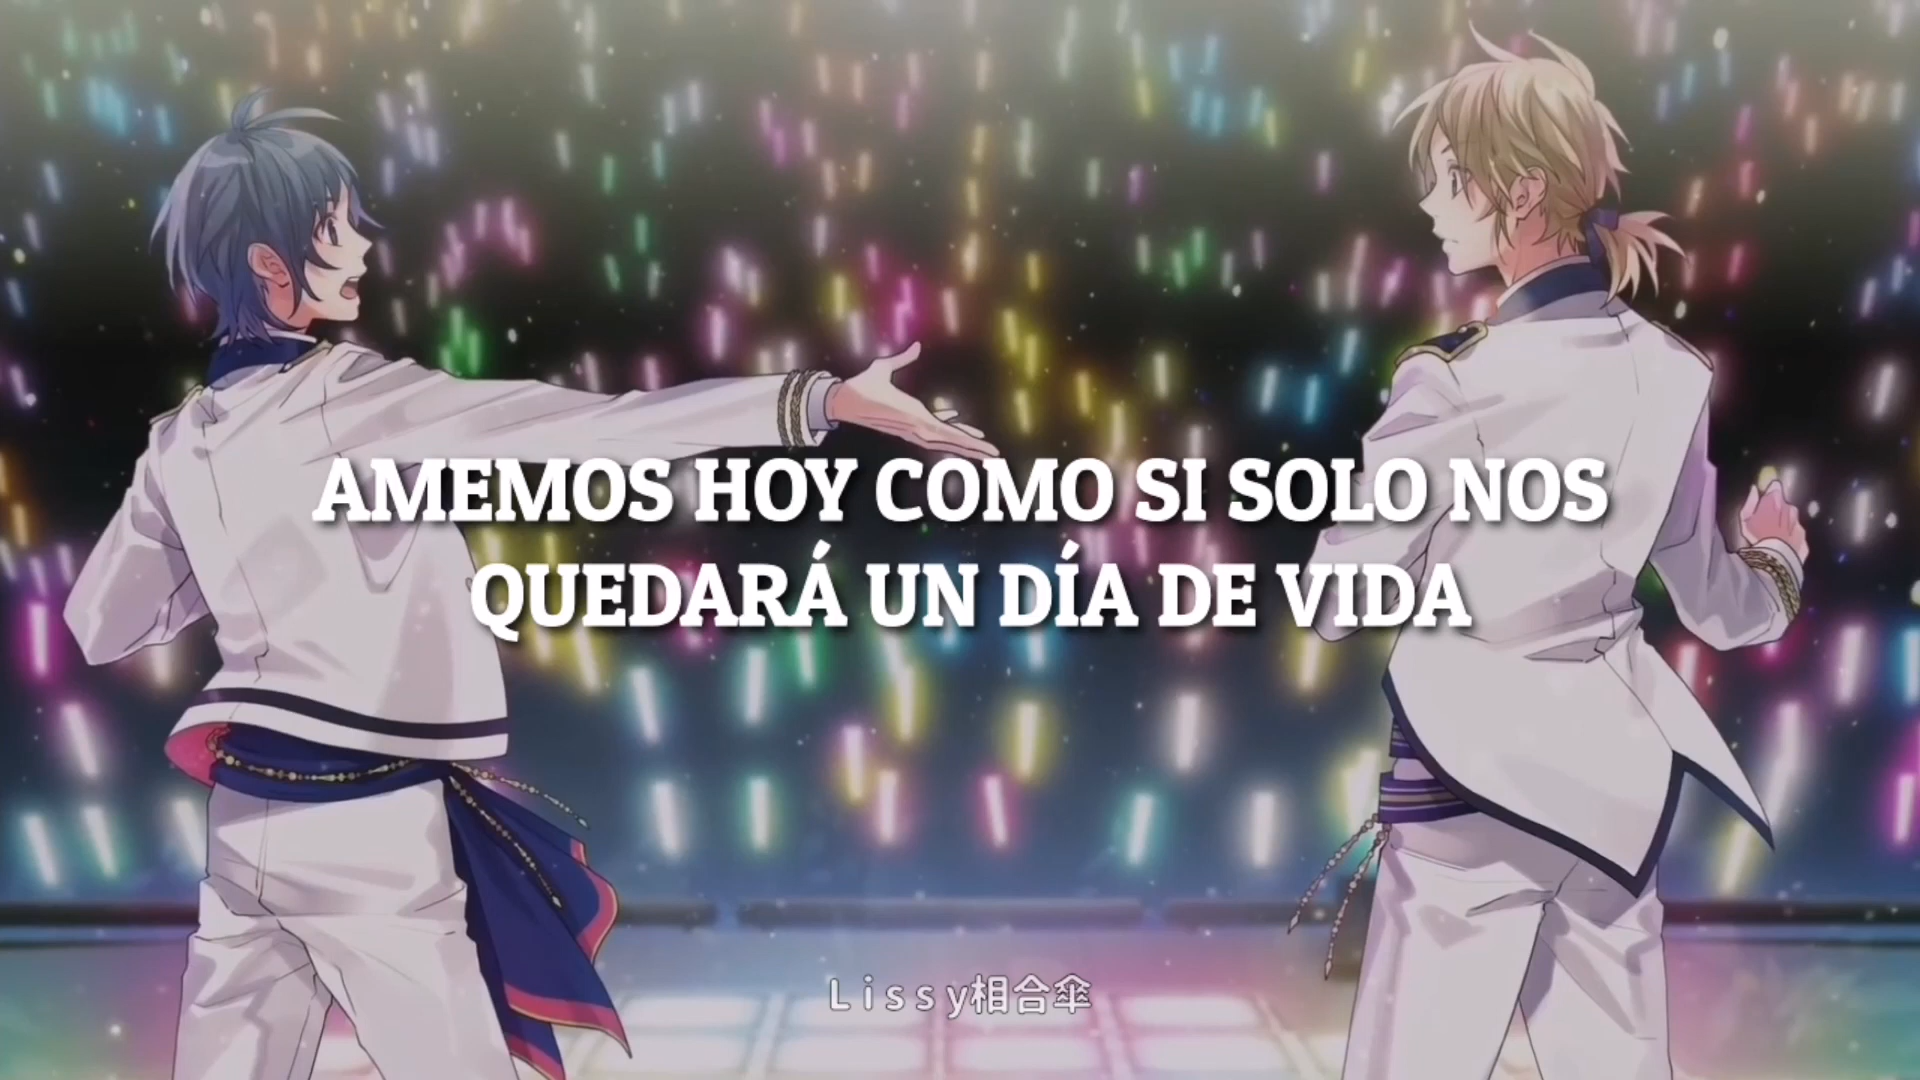 AMEMOS HOY COMO SI SOLO NOS
QUEDARÁ UN DÍA DE VIDA
Lissy相合傘